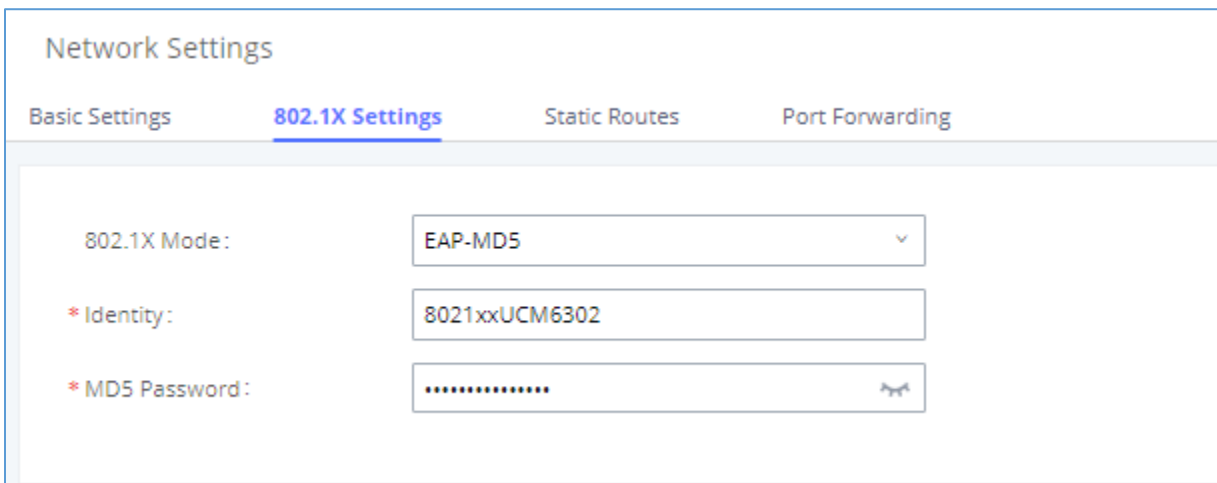 Network Settings
Basic Settings 802.1X Settings Static Routes Port Forwarding
802.1X Mode: EAP-MD5
* Identity: 8021xxUCM6302
* MD5 Password: •••••••••••••••